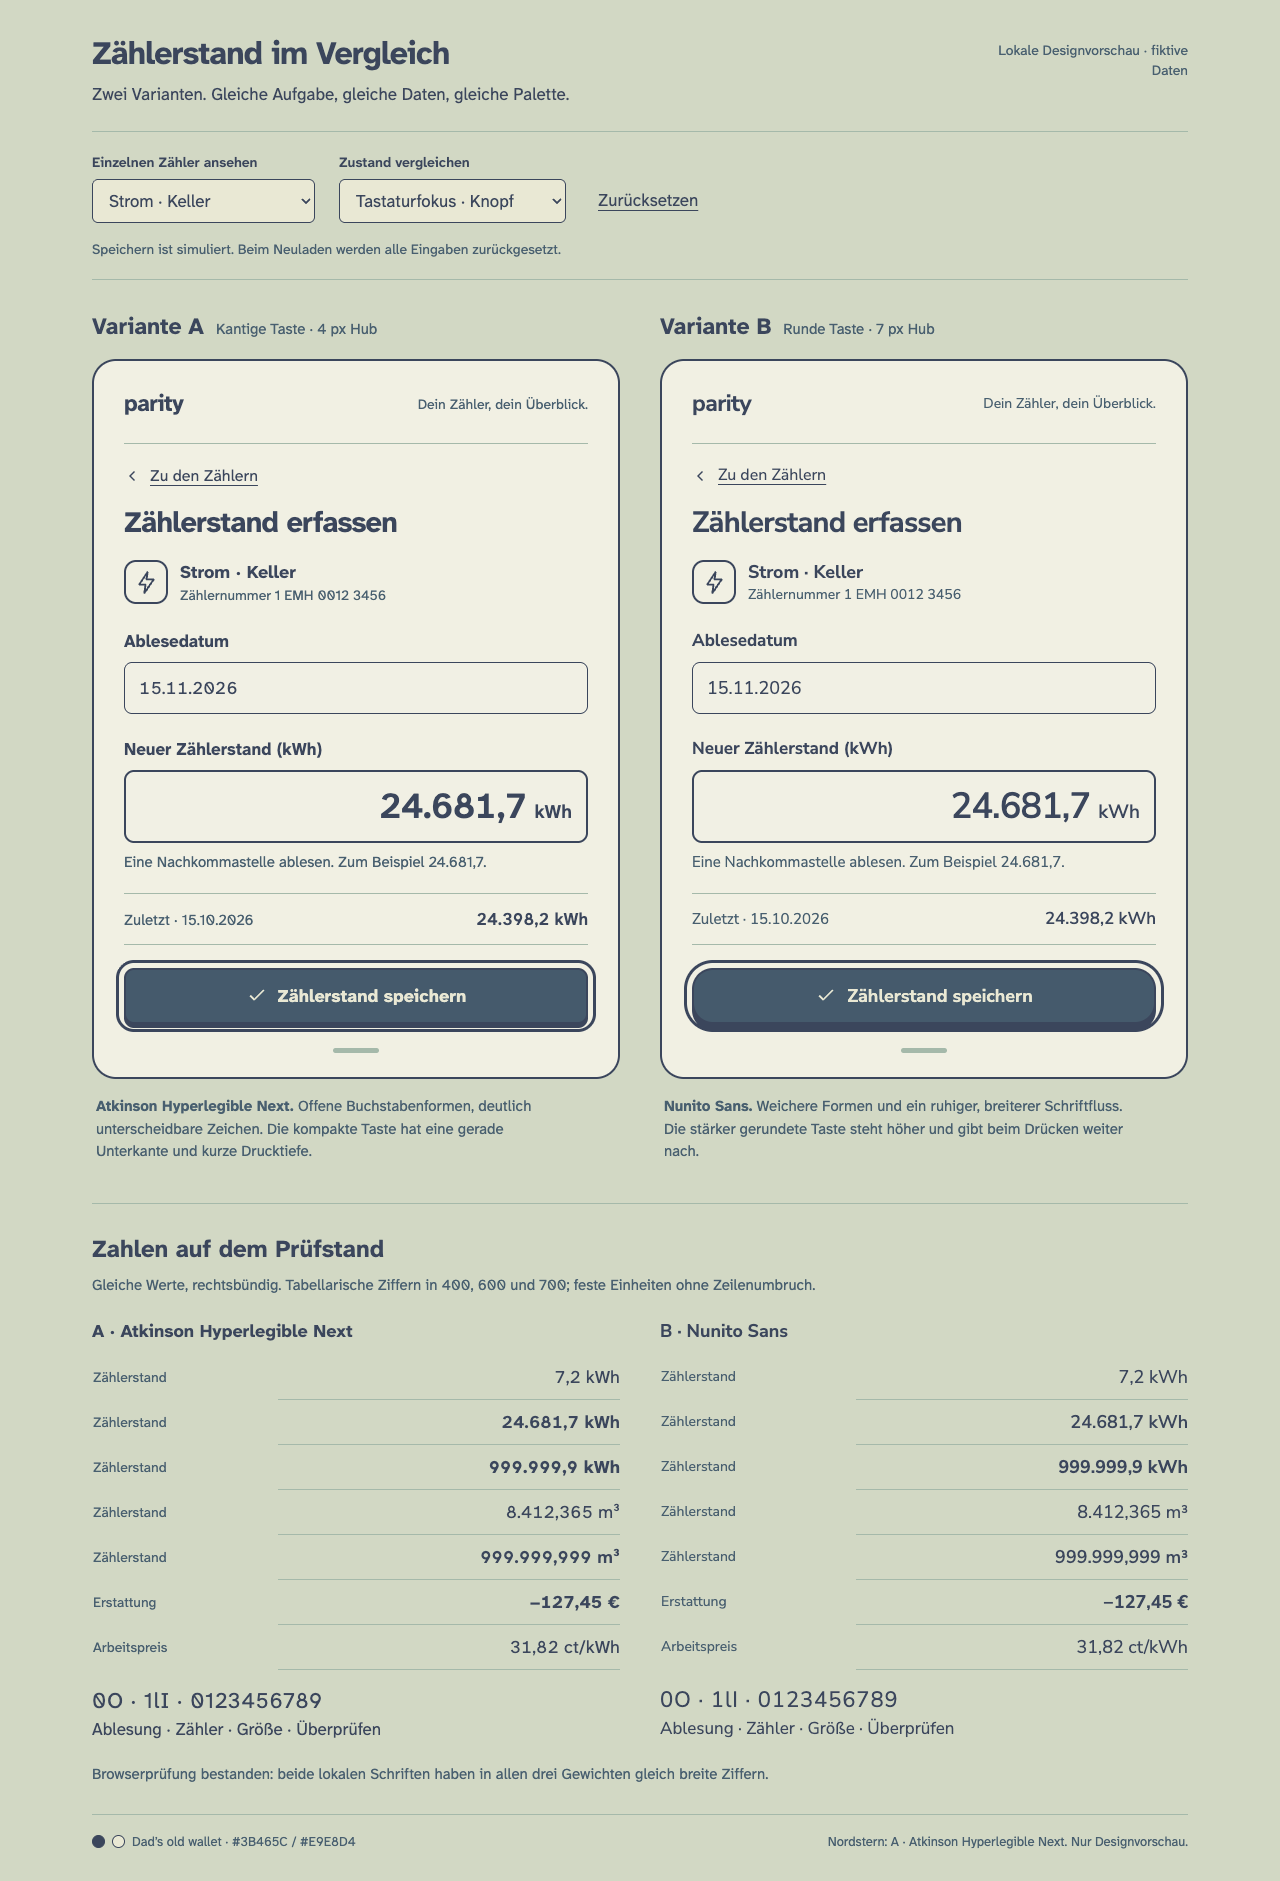 Zählerstand im Vergleich
Lokale Designvorschau · fiktive
Daten
Zwei Varianten. Gleiche Aufgabe, gleiche Daten, gleiche Palette.
Einzelnen Zähler ansehen
Zustand vergleichen
Strom · Keller
Tastaturfokus · Knopf
Zurücksetzen
Speichern ist simuliert. Beim Neuladen werden alle Eingaben zurückgesetzt.
Variante A Kantige Taste · 4 px Hub
parity
Dein Zähler, dein Überblick.
Zu den Zählern
Zählerstand erfassen
Strom · Keller
Zählernummer 1 EMH 0012 3456
Ablesedatum
15.11.2026
Neuer Zählerstand (kWh)
24.681,7 kWh
Eine Nachkommastelle ablesen. Zum Beispiel 24.681,7.
Zuletzt · 15.10.2026
24.398,2 kWh
Zählerstand speichern
Atkinson Hyperlegible Next. Offene Buchstabenformen, deutlich
unterscheidbare Zeichen. Die kompakte Taste hat eine gerade
Unterkante und kurze Drucktiefe.
Variante B Runde Taste · 7 px Hub
parity
Dein Zähler, dein Überblick.
Zu den Zählern
Zählerstand erfassen
Strom · Keller
Zählernummer 1 EMH 0012 3456
Ablesedatum
15.11.2026
Neuer Zählerstand (kWh)
24.681,7 kWh
Eine Nachkommastelle ablesen. Zum Beispiel 24.681,7.
Zuletzt · 15.10.2026
24.398,2 kWh
Zählerstand speichern
Nunito Sans. Weichere Formen und ein ruhiger, breiterer Schriftfluss.
Die stärker gerundete Taste steht höher und gibt beim Drücken weiter
nach.
Zahlen auf dem Prüfstand
Gleiche Werte, rechtsbündig. Tabellarische Ziffern in 400, 600 und 700; feste Einheiten ohne Zeilenumbruch.
A · Atkinson Hyperlegible Next
Zählerstand 7,2 kWh
Zählerstand 24.681,7 kWh
Zählerstand 999.999,9 kWh
Zählerstand 8.412,365 m³
Zählerstand 999.999,999 m³
Erstattung −127,45 €
Arbeitspreis 31,82 ct/kWh
0O · 1lI · 0123456789
Ablesung · Zähler · Größe · Überprüfen
B · Nunito Sans
Zählerstand 7,2 kWh
Zählerstand 24.681,7 kWh
Zählerstand 999.999,9 kWh
Zählerstand 8.412,365 m³
Zählerstand 999.999,999 m³
Erstattung −127,45 €
Arbeitspreis 31,82 ct/kWh
0O · 1lI · 0123456789
Ablesung · Zähler · Größe · Überprüfen
Browserprüfung bestanden: beide lokalen Schriften haben in allen drei Gewichten gleich breite Ziffern.
Dad's old wallet · #3B465C / #E9E8D4
Nordstern: A · Atkinson Hyperlegible Next. Nur Designvorschau.